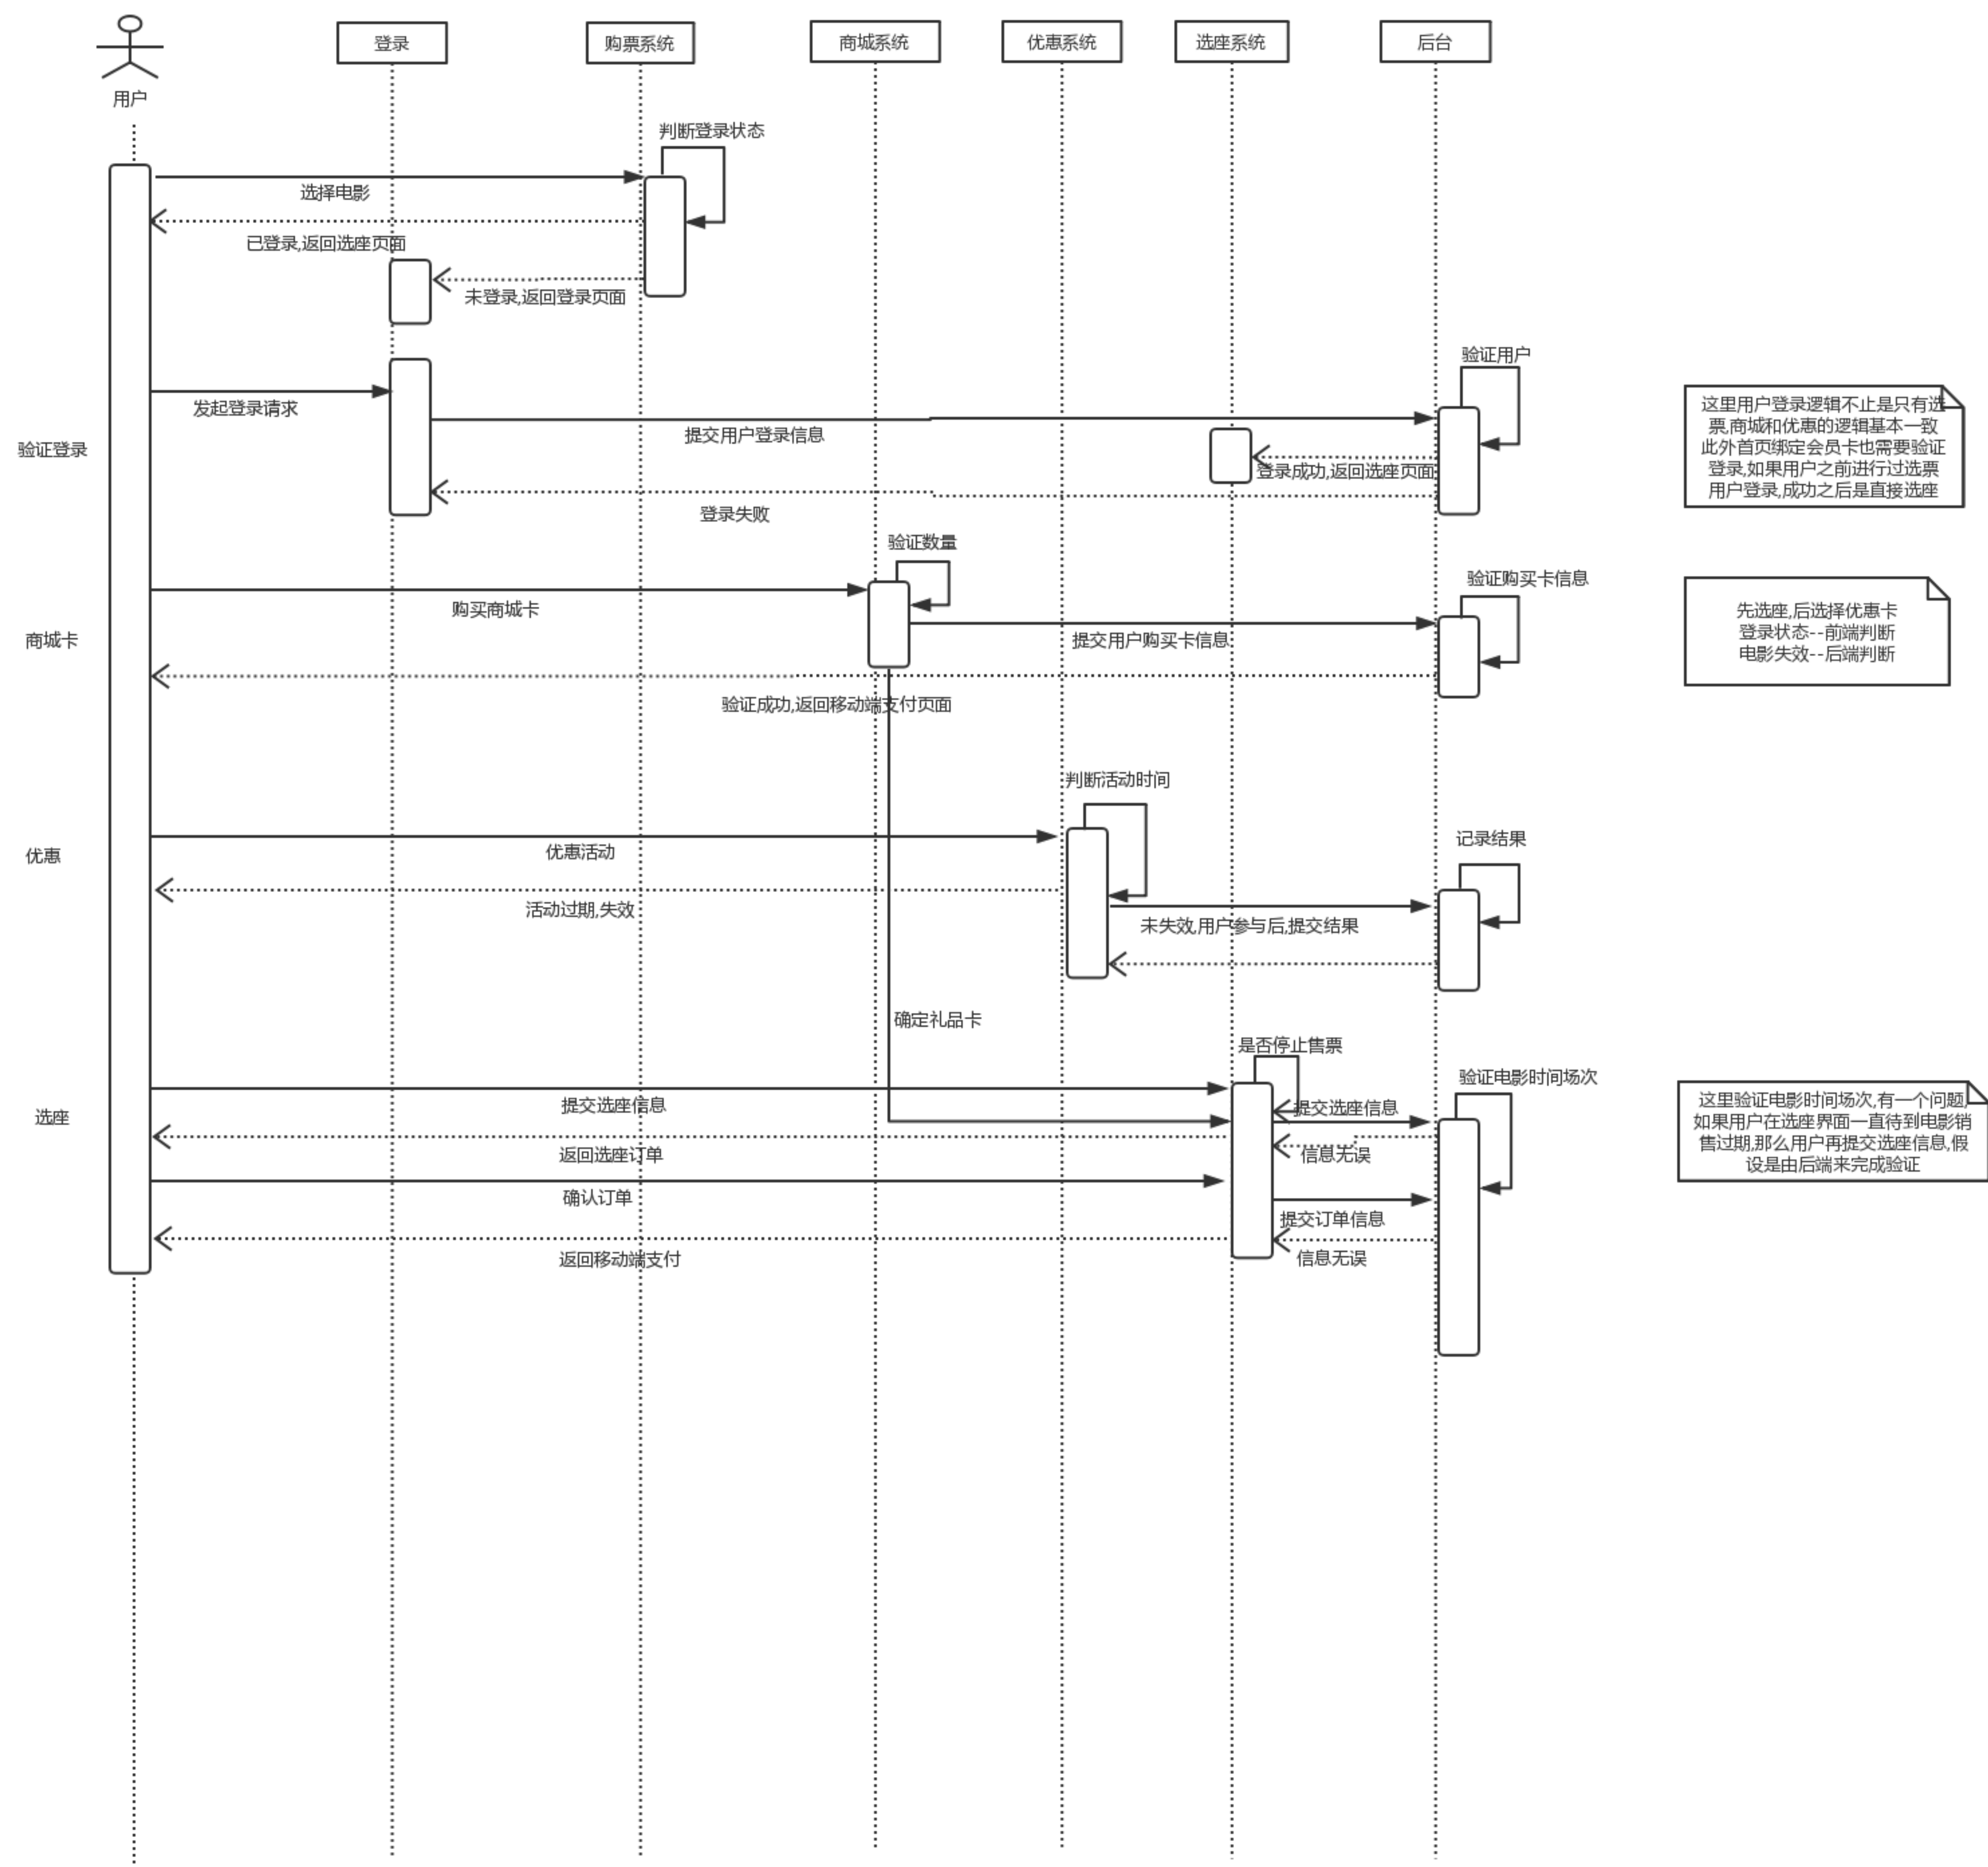 登录
购票系统
商城系统
优惠系统
选座系统
后台
用户
判断登录状态
选择电影
已登录,返回选座页面
未登录,返回登录页面
验证用户
发起登录请求
提交用户登录信息
验证登录
登录成功,返回选座页面
登录失败
这里用户登录逻辑不止是只有选
票,商城和优惠的逻辑基本一致
此外首页绑定会员卡也需要验证
登录,如果用户之前进行过选票
用户登录,成功之后是直接选座
验证数量
验证购买卡信息
购买商城卡
商城卡
提交用户购买卡信息
验证成功,返回移动端支付页面
先选座,后选择优惠卡
登录状态--前端判断
电影失效--后端判断
判断活动时间
记录结果
优惠活动
优惠
活动过期,失效
未失效,用户参与后,提交结果
确定礼品卡
是否停止售票
验证电影时间场次
提交选座信息
提交选座信息
选座
返回选座订单
信息无误
确认订单
提交订单信息
返回移动端支付
信息无误
这里验证电影时间场次,有一个问题,
如果用户在选座界面一直待到电影销
售过期,那么用户再提交选座信息,假
设是由后端来完成验证